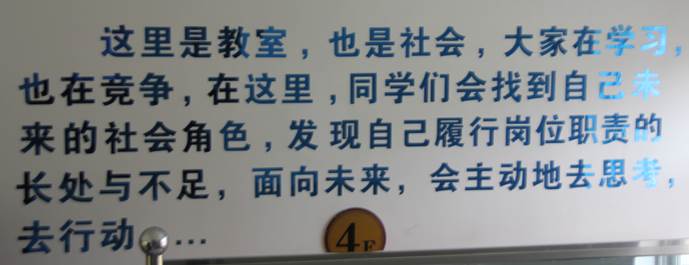 这里是教室，也是社会，大家在学习，
也在竞争，在这里，同学们会找到自己未
来的社会角色，发现自己履行岗位职责的
长处与不足，面向未来，会主动地去思考，
去行动…
4F